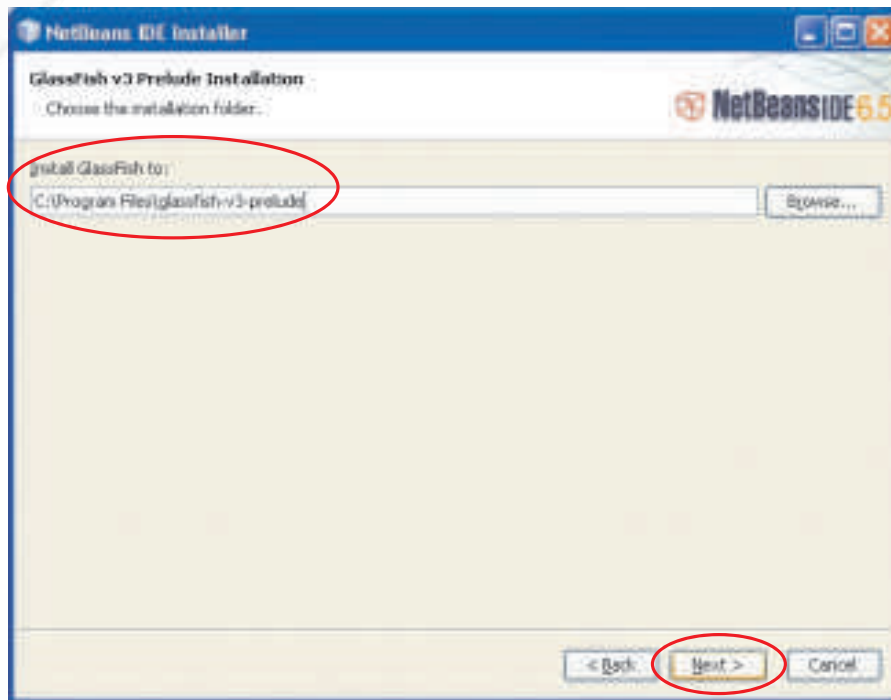 NetBeans IDE Installer
GlassFish v3 Prelude Installation
Choose the installation folder.
NetBeans IDE 6.5
Install GlassFish to:
C:\Program Files\glassfish-v3-prelude
Browse...
< Back
Next >
Cancel